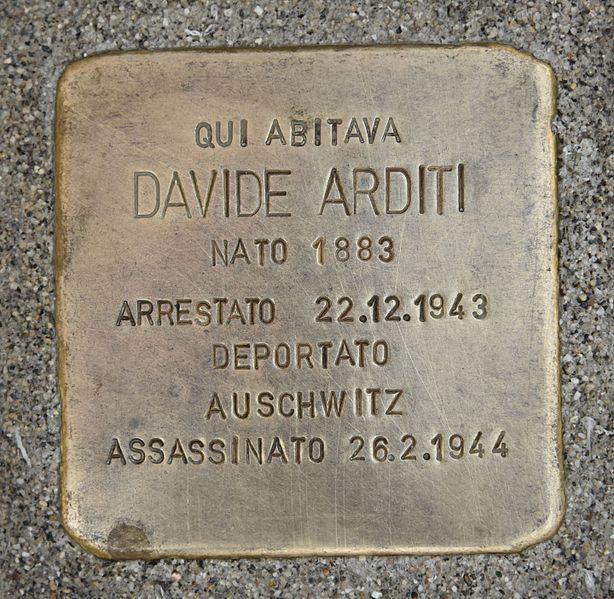 QUI ABITAVA
DAVIDE ARDITI
NATO 1883
ARRESTATO 22.12.1943
DEPORTATO
AUSCHWITZ
ASSASSINATO 26.2.1944